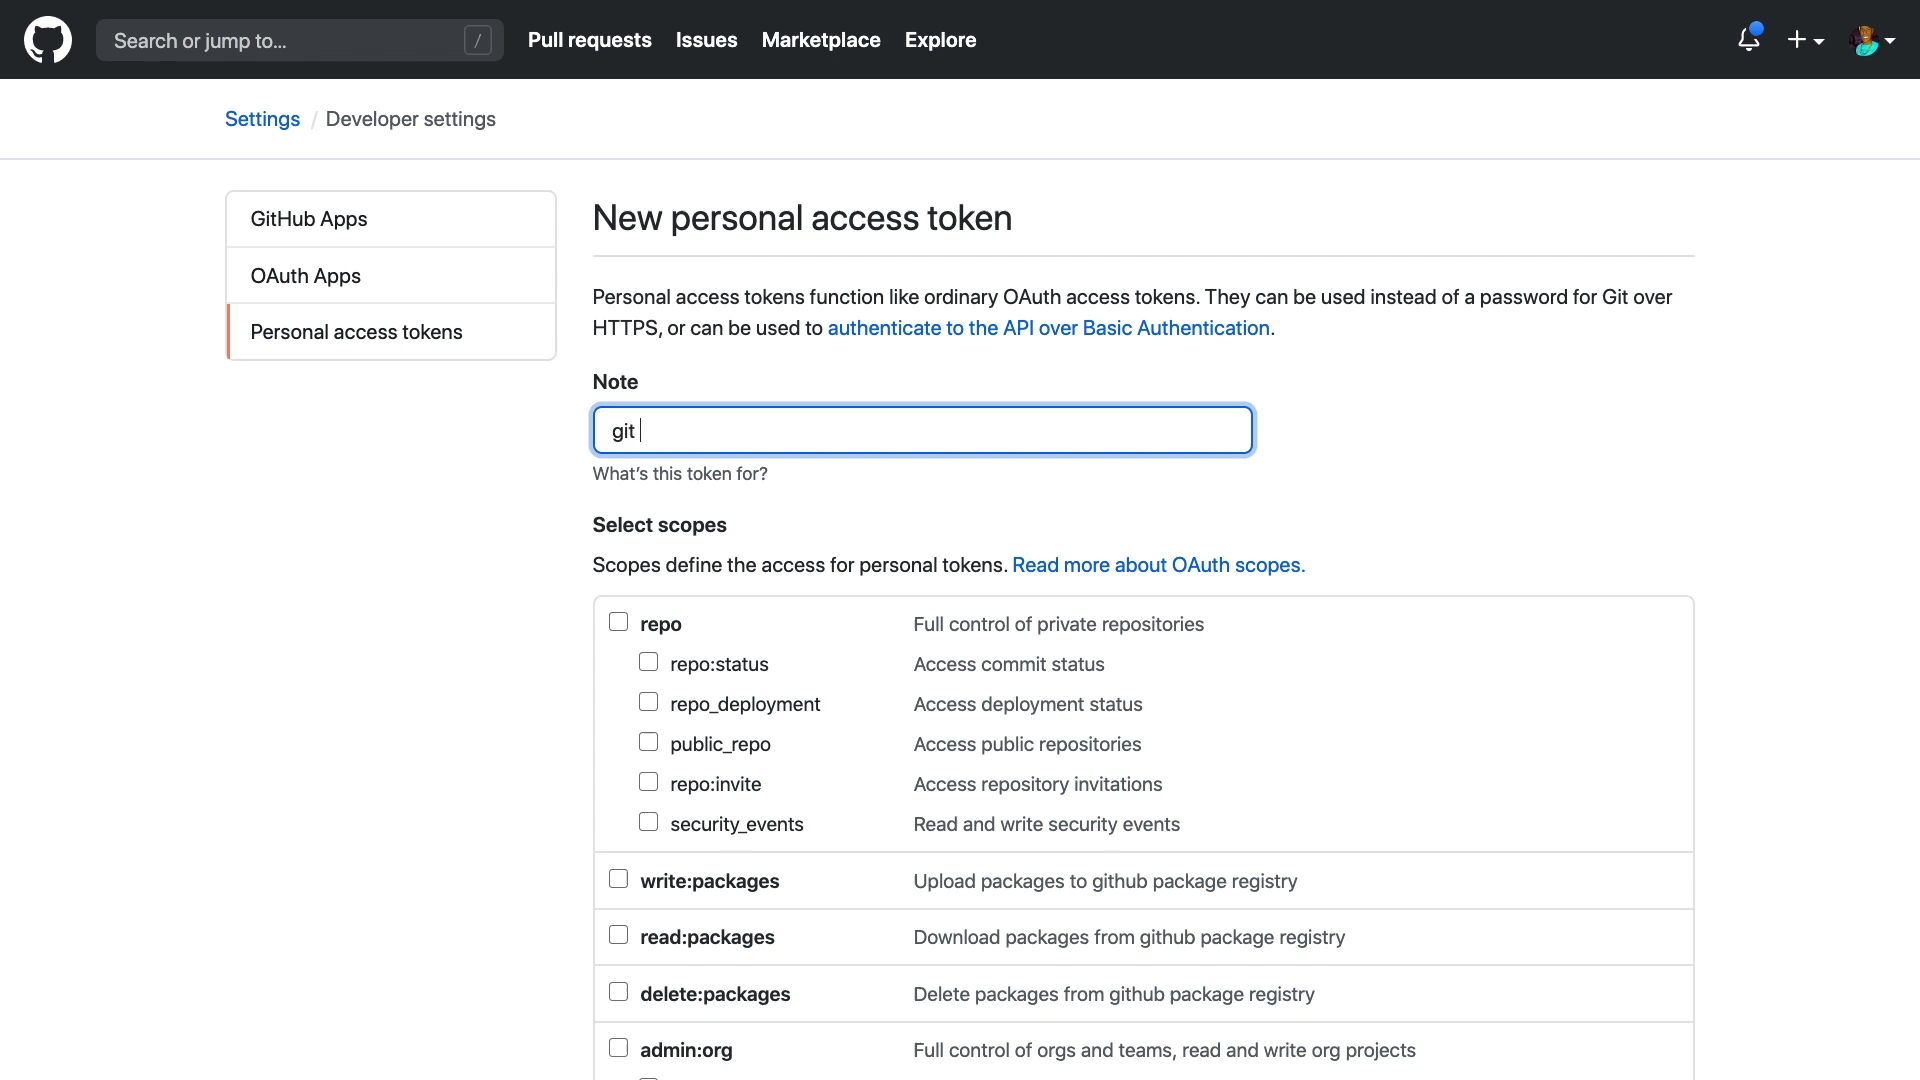 Search or jump to... /
Pull requests Issues Marketplace Explore
Settings / Developer settings
GitHub Apps
OAuth Apps
Personal access tokens
New personal access token
Personal access tokens function like ordinary OAuth access tokens. They can be used instead of a password for Git over
HTTPS, or can be used to authenticate to the API over Basic Authentication.
Note
git
What's this token for?
Select scopes
Scopes define the access for personal tokens. Read more about OAuth scopes.
repo Full control of private repositories
repo:status Access commit status
repo_deployment Access deployment status
public_repo Access public repositories
repo:invite Access repository invitations
security_events Read and write security events
write:packages Upload packages to github package registry
read:packages Download packages from github package registry
delete:packages Delete packages from github package registry
admin:org Full control of orgs and teams, read and write org projects